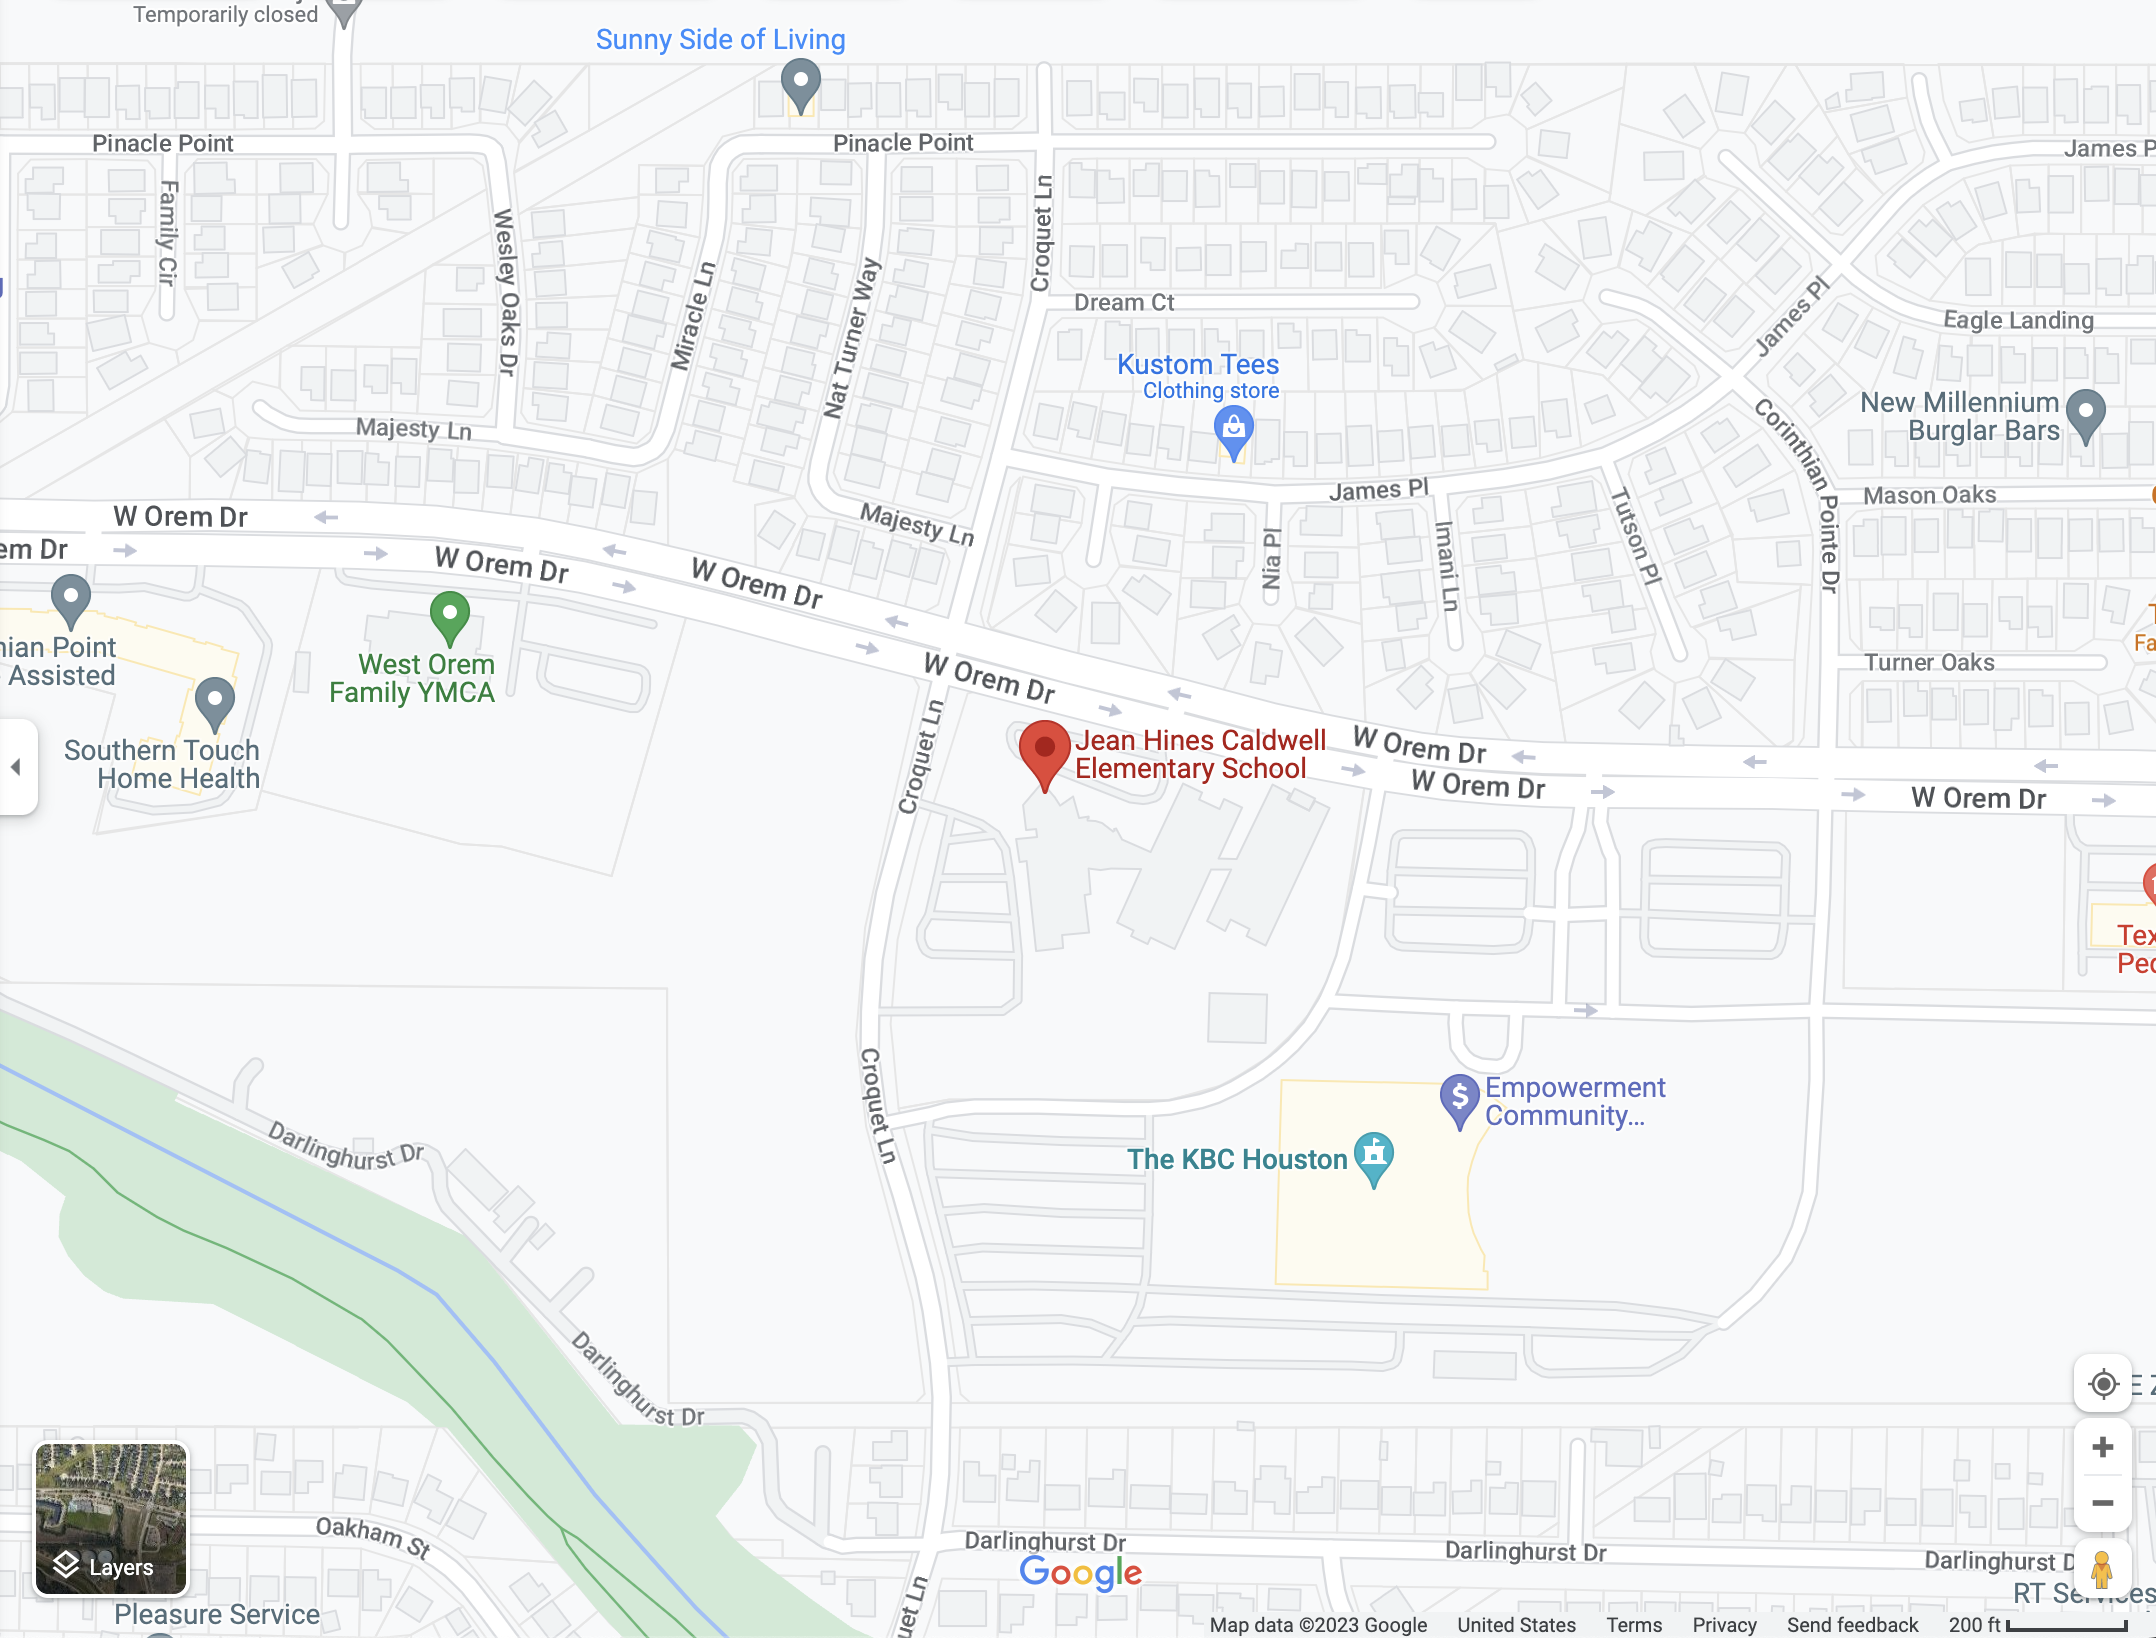 Temporarily closed
Sunny Side of Living
Pinacle Point
Pinacle Point
James P
Family Cir
Wesley Oaks Dr
Miracle Ln
Nat Turner Way
Croquet Ln
Dream Ct
James Pl
Eagle Landing
Kustom Tees
Clothing store
New Millennium
Burglar Bars
Majesty Ln
Corinthian Pointe Dr
Mason Oaks
James Pl
W Orem Dr
em Dr
W Orem Dr
W Orem Dr
Majesty Ln
Nia Pl
Imani Ln
Tutson Pl
nian Point
Assisted
West Orem
Family YMCA
W Orem Dr
Turner Oaks
Fa
Southern Touch
Home Health
Croquet Ln
Jean Hines Caldwell
Elementary School
W Orem Dr
W Orem Dr
W Orem Dr
Tex
Ped
Croquet Ln
Empowerment
Community...
The KBC Houston
Darlinghurst Dr
Darlinghurst Dr
E Z
Oakham St
Layers
Darlinghurst Dr
Darlinghurst Dr
Darlinghurst D
Google
RT Services
Pleasure Service
quet Ln
Map data ©2023 Google United States Terms Privacy Send feedback 200 ft